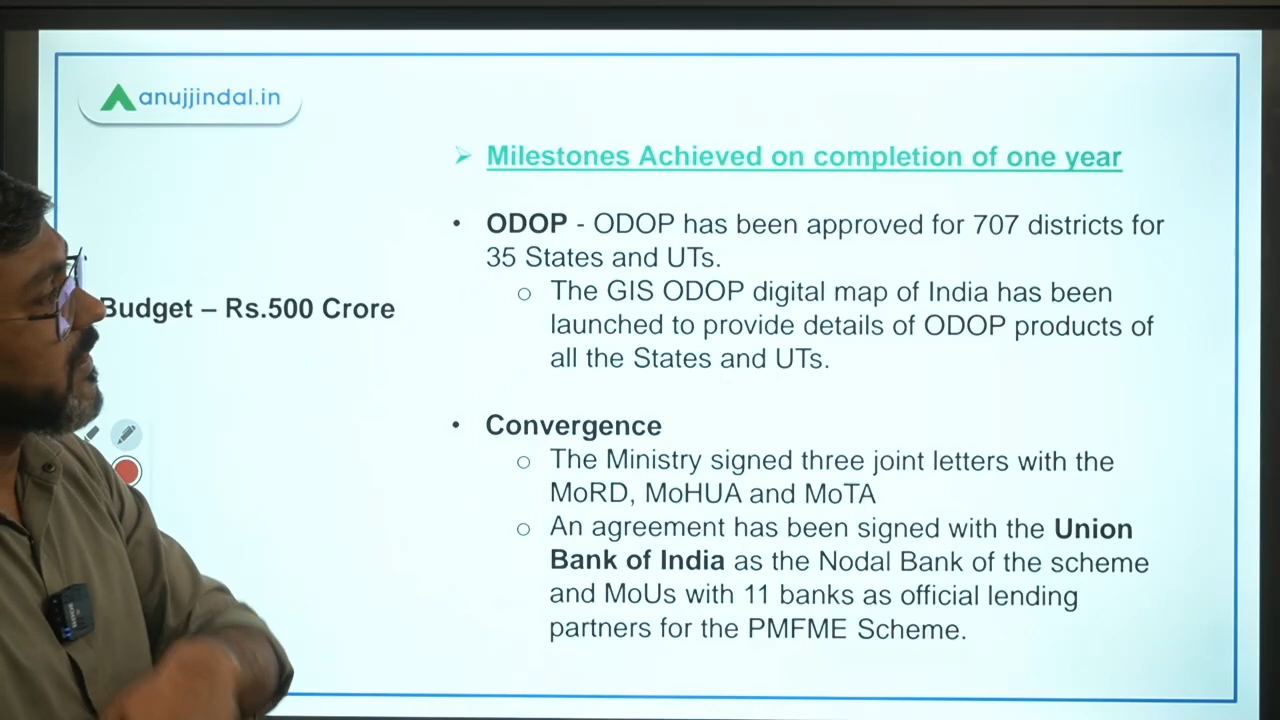 anujjindal.in
Milestones Achieved on completion of one year
• ODOP - ODOP has been approved for 707 districts for
35 States and UTs.
o The GIS ODOP digital map of India has been
launched to provide details of ODOP products of
all the States and UTs.
Budget – Rs.500 Crore
• Convergence
o The Ministry signed three joint letters with the
MoRD, MoHUA and MoTA
o An agreement has been signed with the Union
Bank of India as the Nodal Bank of the scheme
and MoUs with 11 banks as official lending
partners for the PMFME Scheme.